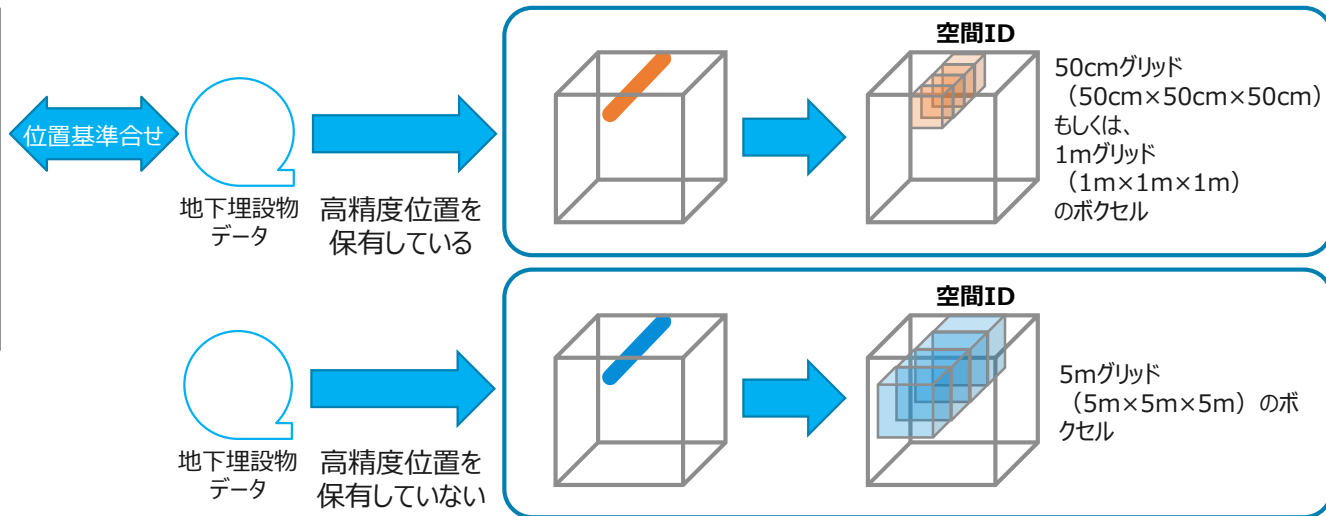 位置基準合せ
地下埋設物
データ
高精度位置を
保有している
空間ID
50cmグリッド
（50cm×50cm×50cm）
もしくは、
1mグリッド
（1m×1m×1m）
のボクセル
地下埋設物
データ
高精度位置を
保有していない
空間ID
5mグリッド
（5m×5m×5m）のボ
クセル